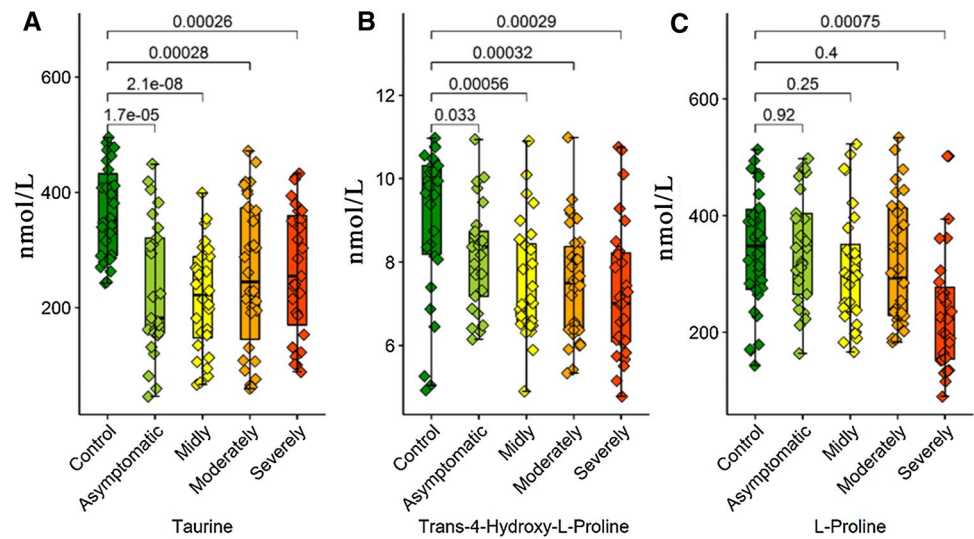 A
0.00026
0.00028
2.1e-08
1.7e-05
600
400
200
nmol/L
Control
Asymptomatic
Midly
Moderately
Severely
Taurine
B
0.00029
0.00032
0.00056
0.033
12
10
8
6
nmol/L
Control
Asymptomatic
Midly
Moderately
Severely
Trans-4-Hydroxy-L-Proline
C
0.00075
0.4
0.25
0.92
600
400
200
nmol/L
Control
Asymptomatic
Midly
Moderately
Severely
L-Proline